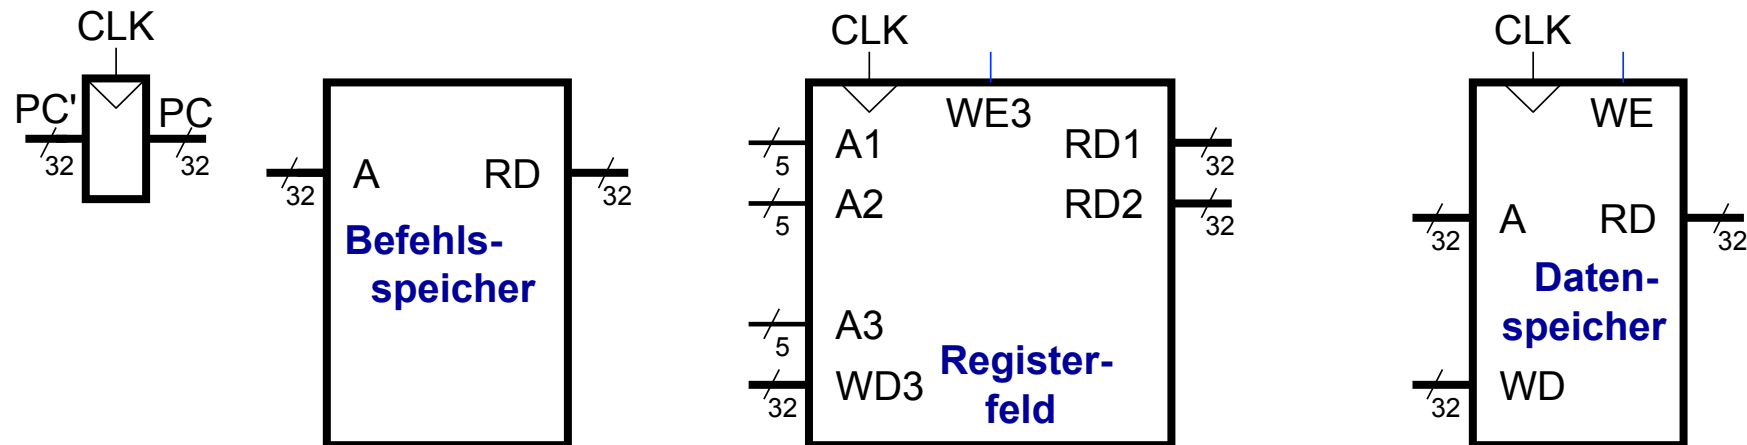 CLK
PC'
PC
32
32
A
RD
32
32
Befehls-
speicher
CLK
WE3
A1
RD1
5
32
A2
RD2
5
32
A3
5
WD3
32
Register-
feld
CLK
WE
A
RD
32
32
Daten-
speicher
WD
32